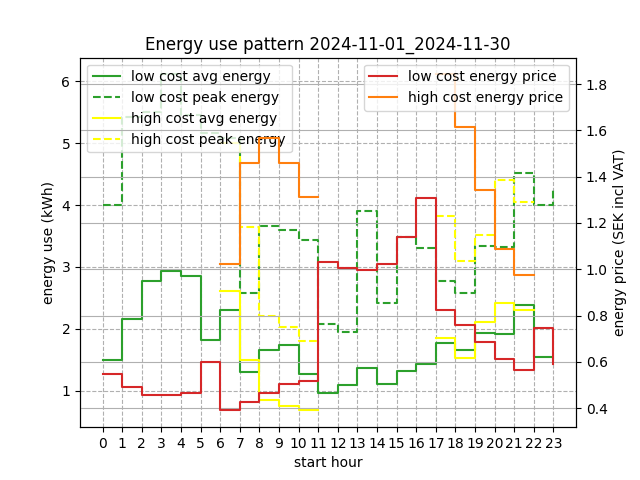 Energy use pattern 2024-11-01_2024-11-30
low cost avg energy
low cost peak energy
high cost avg energy
high cost peak energy
low cost energy price
high cost energy price
energy use (kWh)
6
5
4
3
2
1
1.8
1.6
1.4
1.2
1.0
0.8
0.6
0.4
energy price (SEK incl VAT)
0 1 2 3 4 5 6 7 8 9 10 11 12 13 14 15 16 17 18 19 20 21 22 23
start hour